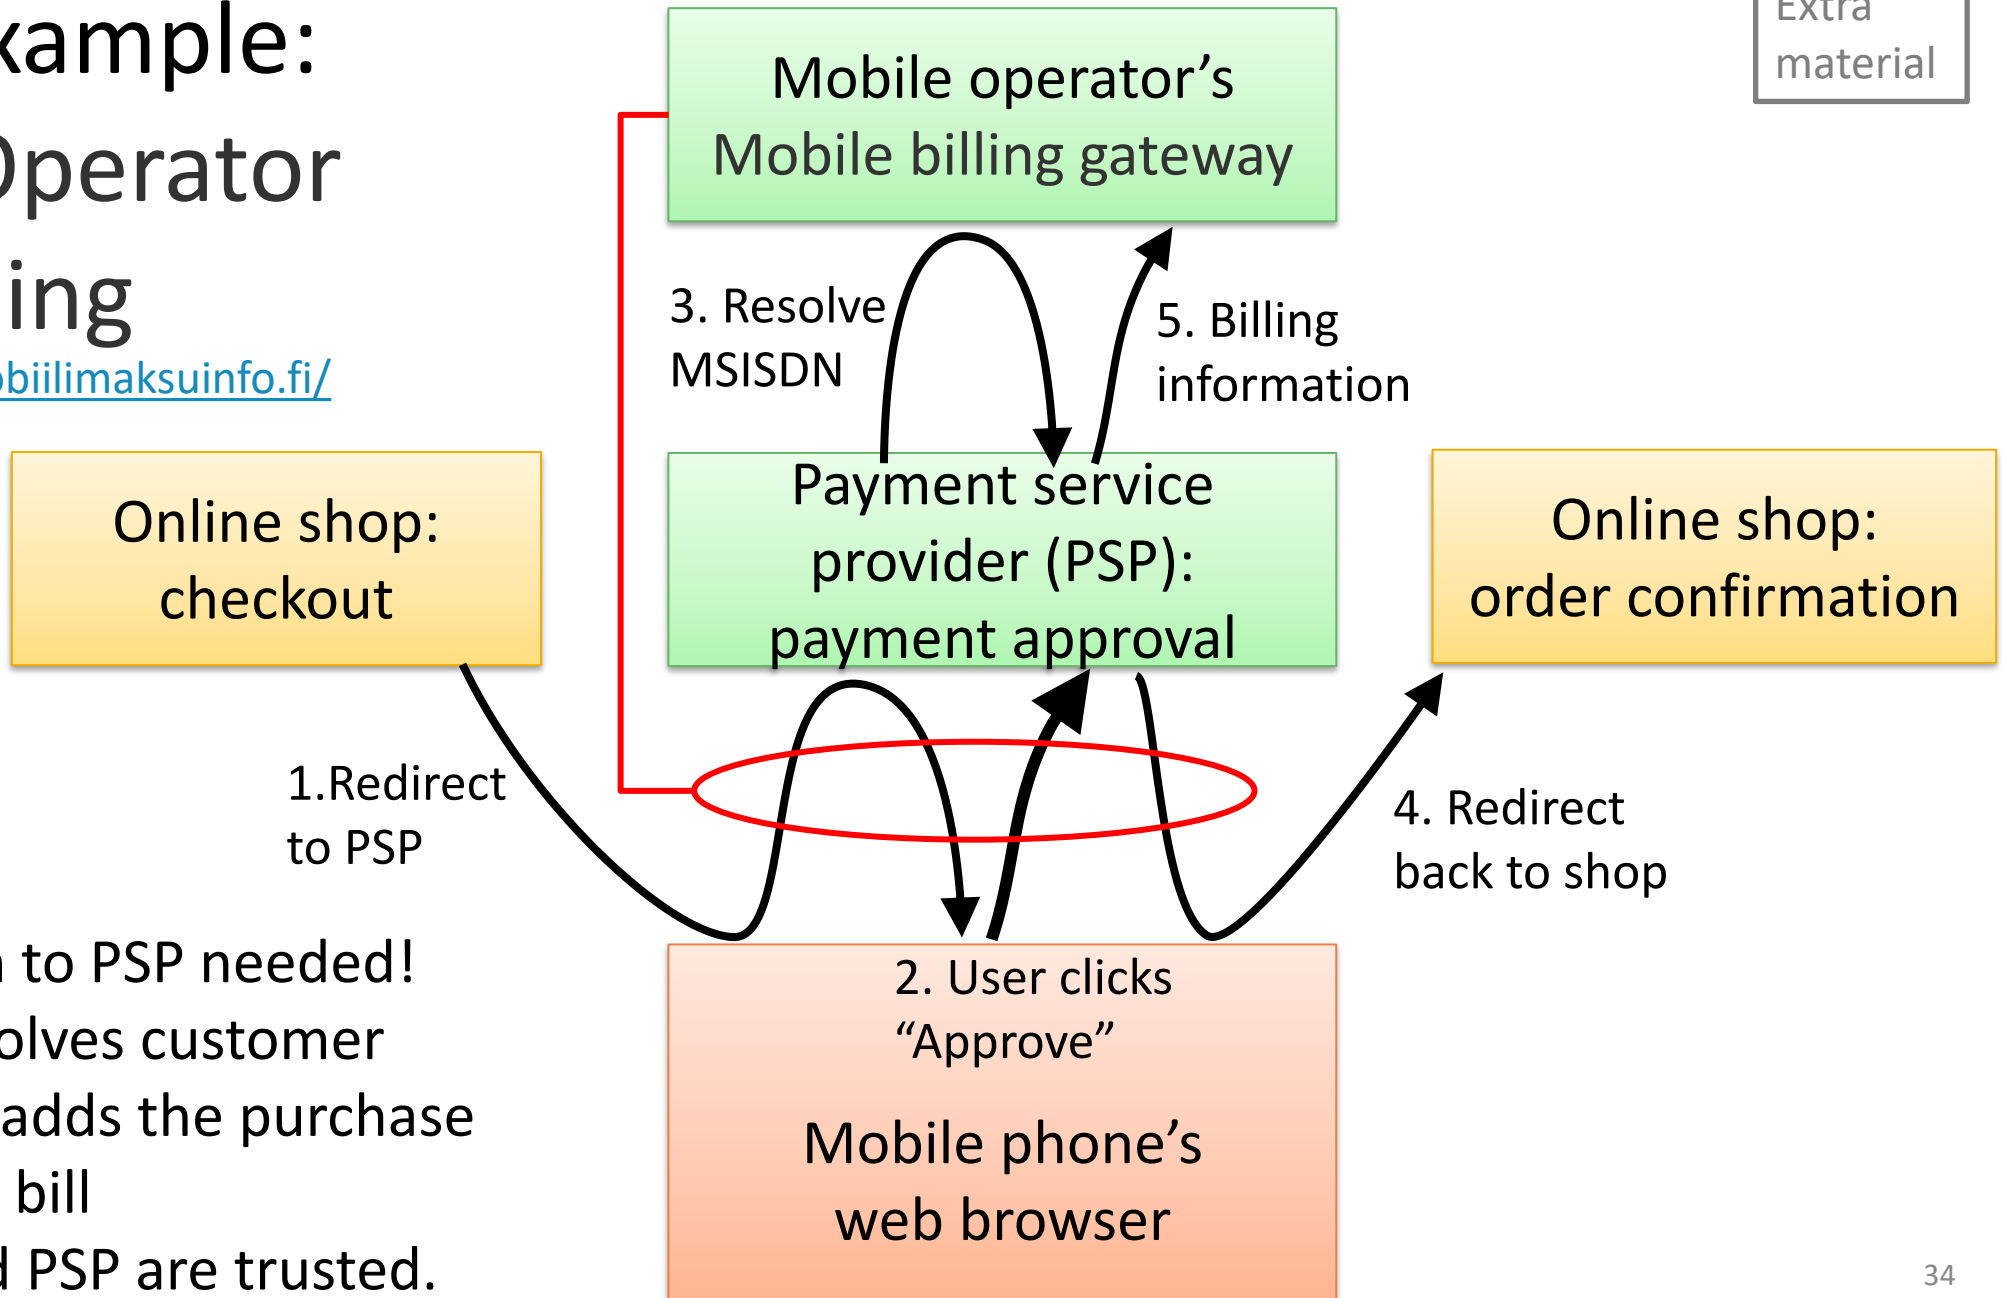 xample:
Operator
ing
obiilimaksuinfo.fi/
Extra
material
Mobile operator’s
Mobile billing gateway
3. Resolve
MSISDN
5. Billing
information
Online shop:
checkout
Payment service
provider (PSP):
payment approval
Online shop:
order confirmation
1.Redirect
to PSP
4. Redirect
back to shop
to PSP needed!
olves customer
adds the purchase
bill
PSP are trusted.
2. User clicks
“Approve”
Mobile phone’s
web browser
34